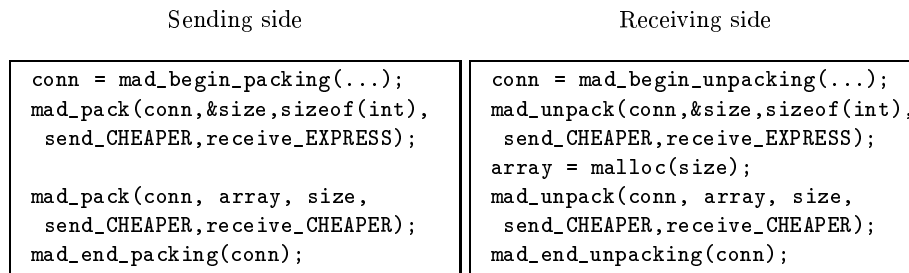 Sending side
conn = mad_begin_packing(...);
mad_pack(conn,&size,sizeof(int),
send_CHEAPER,receive_EXPRESS);
mad_pack(conn, array, size,
send_CHEAPER,receive_CHEAPER);
mad_end_packing(conn);
Receiving side
conn = mad_begin_unpacking(...);
mad_unpack(conn,&size,sizeof(int),
send_CHEAPER,receive_EXPRESS);
array = malloc(size);
mad_unpack(conn, array, size,
send_CHEAPER,receive_CHEAPER);
mad_end_unpacking(conn);